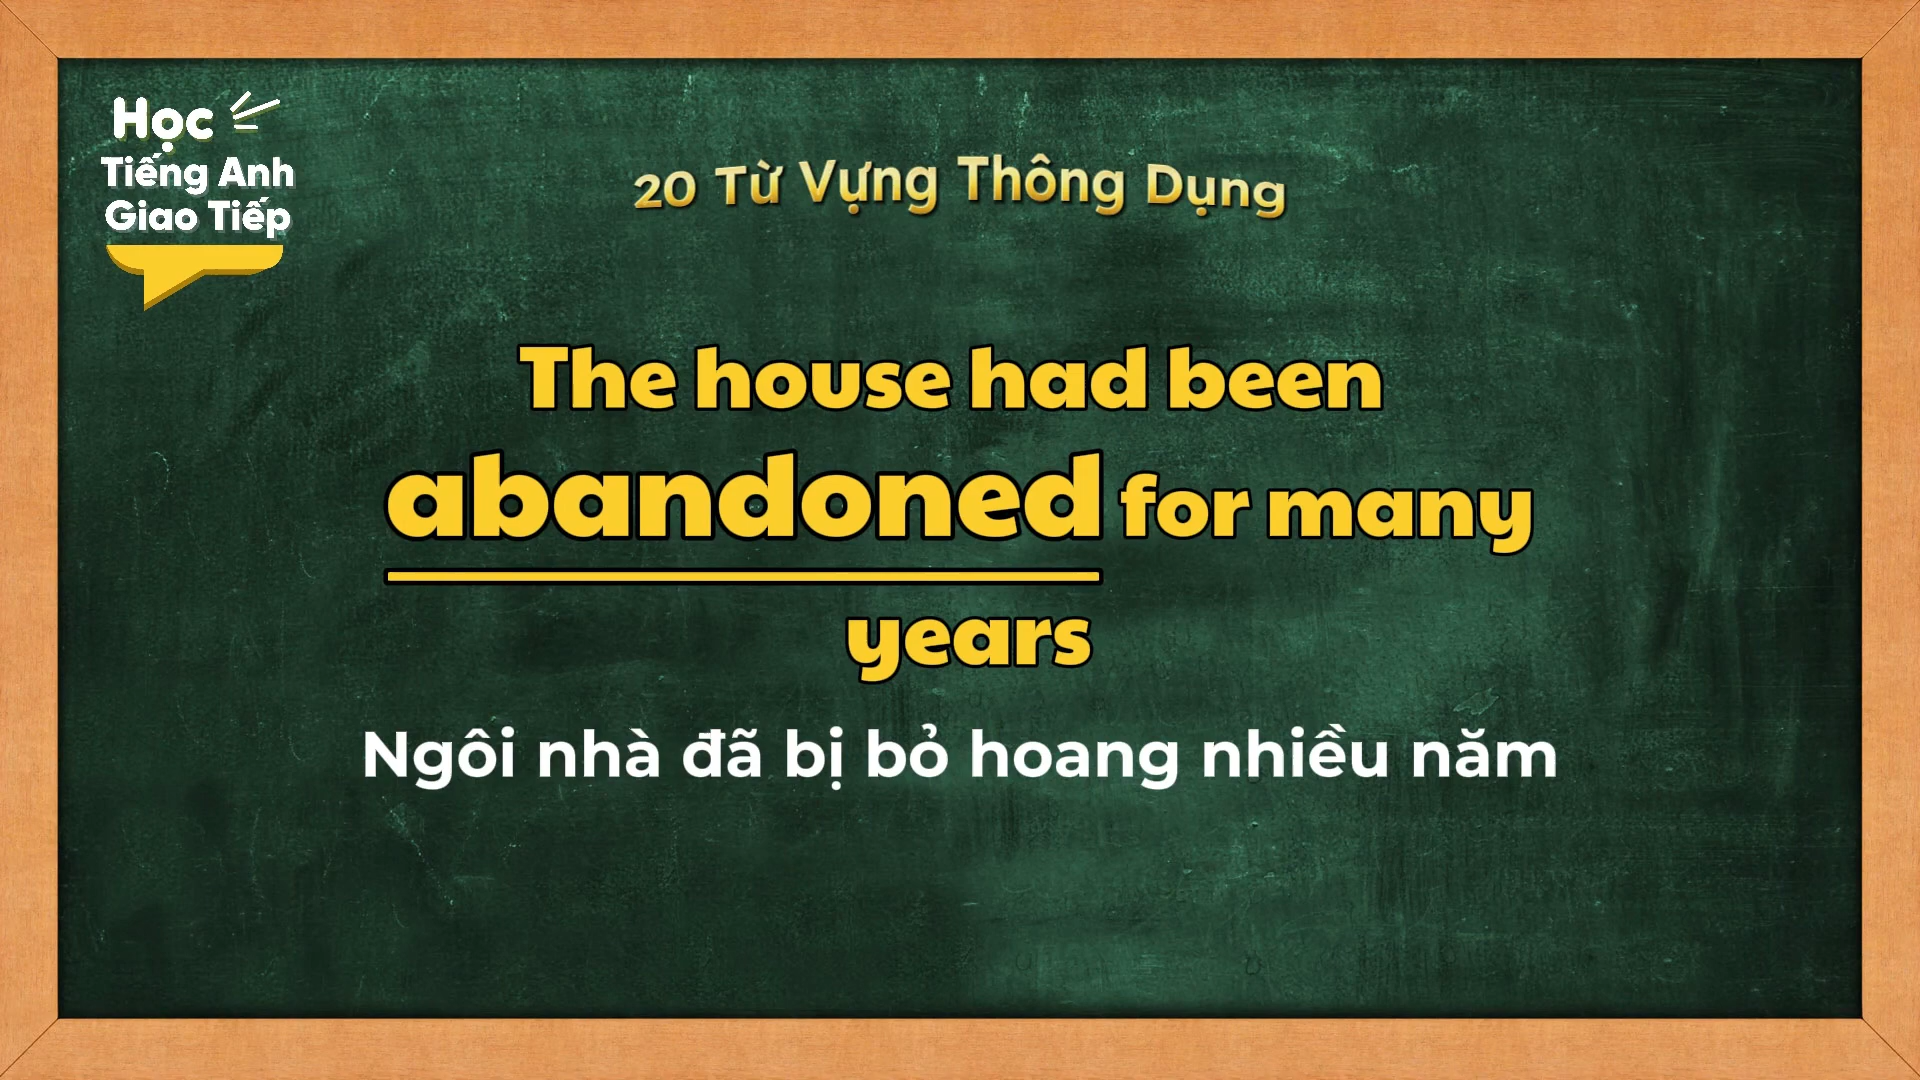 Học
Tiếng Anh
Giao Tiếp
20 Từ Vựng Thông Dụng
The house had been
abandoned for many
years
Ngôi nhà đã bị bỏ hoang nhiều năm